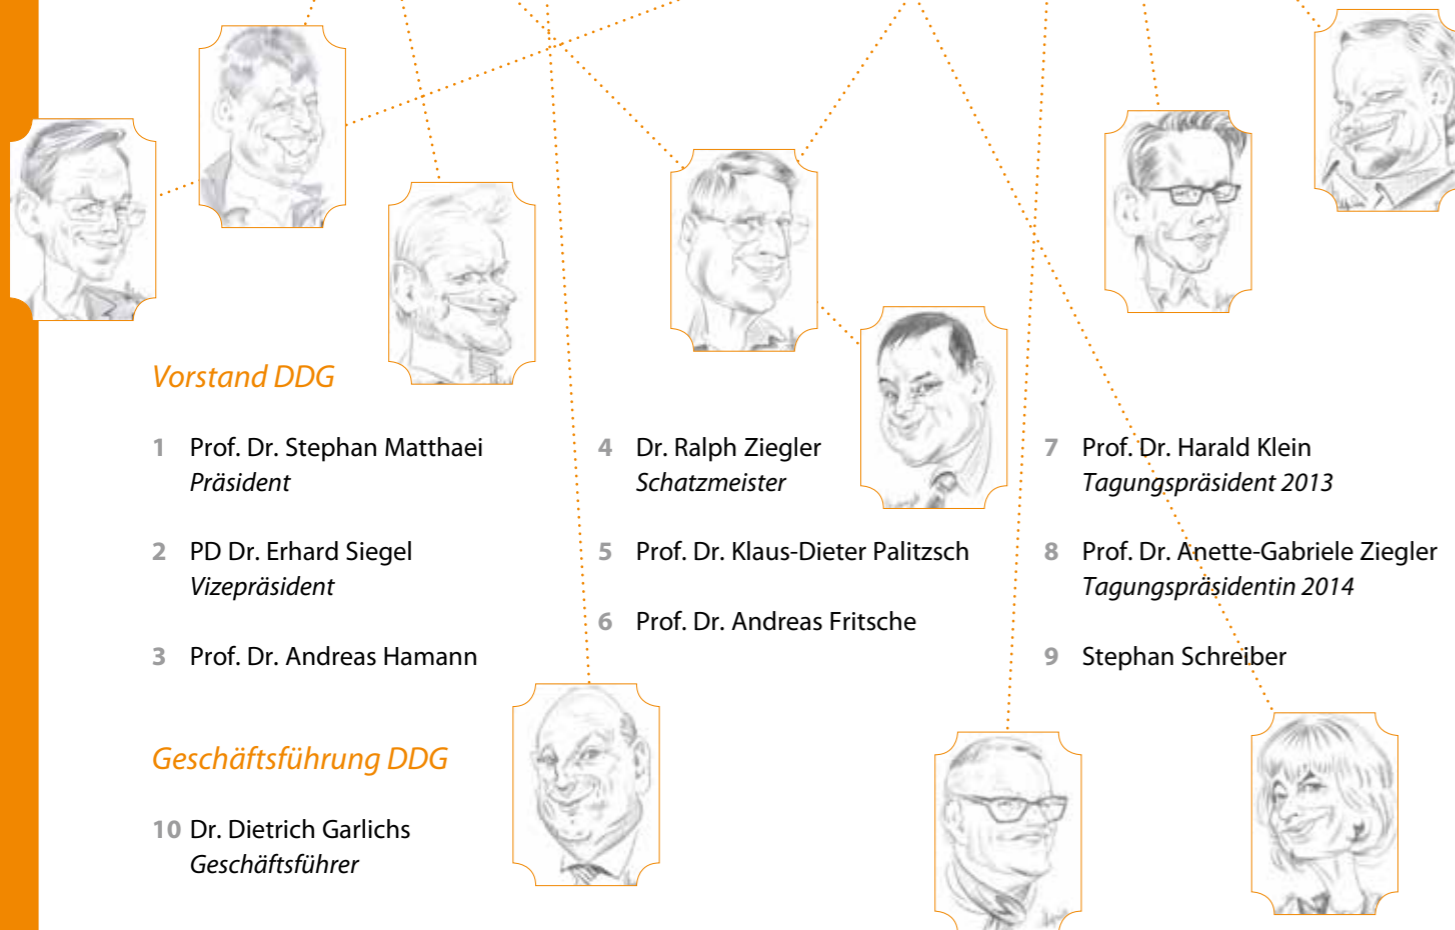 Vorstand DDG
1 Prof. Dr. Stephan Matthaei
Präsident
2 PD Dr. Erhard Siegel
Vizepräsident
3 Prof. Dr. Andreas Hamann
4 Dr. Ralph Ziegler
Schatzmeister
5 Prof. Dr. Klaus-Dieter Palitzsch
6 Prof. Dr. Andreas Fritsche
7 Prof. Dr. Harald Klein
Tagungspräsident 2013
8 Prof. Dr. Anette-Gabriele Ziegler
Tagungspräsidentin 2014
9 Stephan Schreiber
Geschäftsführung DDG
10 Dr. Dietrich Garlichs
Geschäftsführer